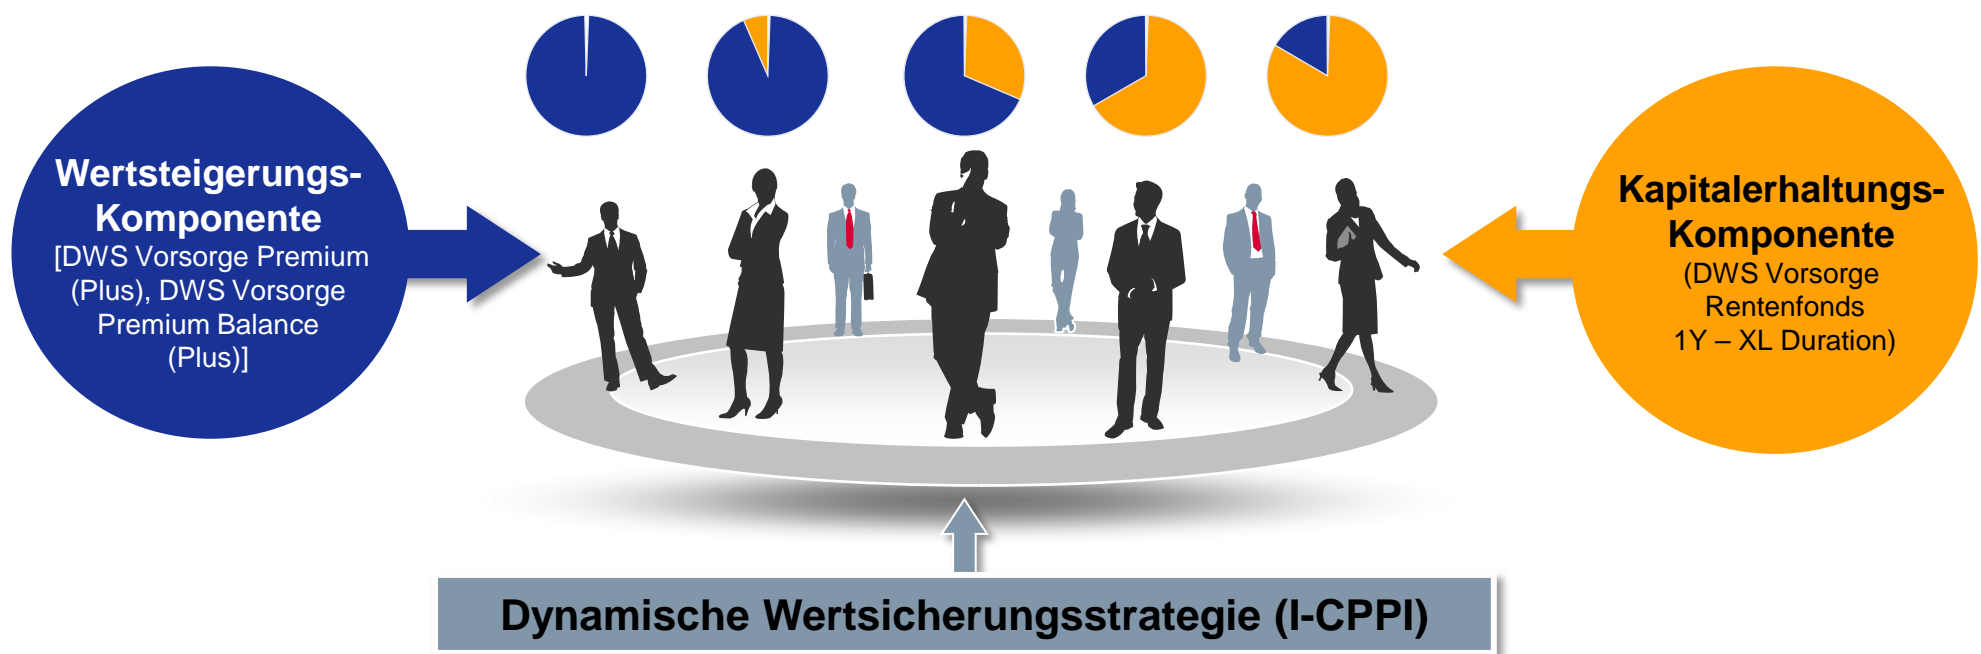 Wertsteigerungs-
Komponente
[DWS Vorsorge Premium
(Plus), DWS Vorsorge
Premium Balance
(Plus)]
Kapitalerhaltungs-
Komponente
(DWS Vorsorge
Rentenfonds
1Y – XL Duration)
Dynamische Wertsicherungsstrategie (I-CPPI)